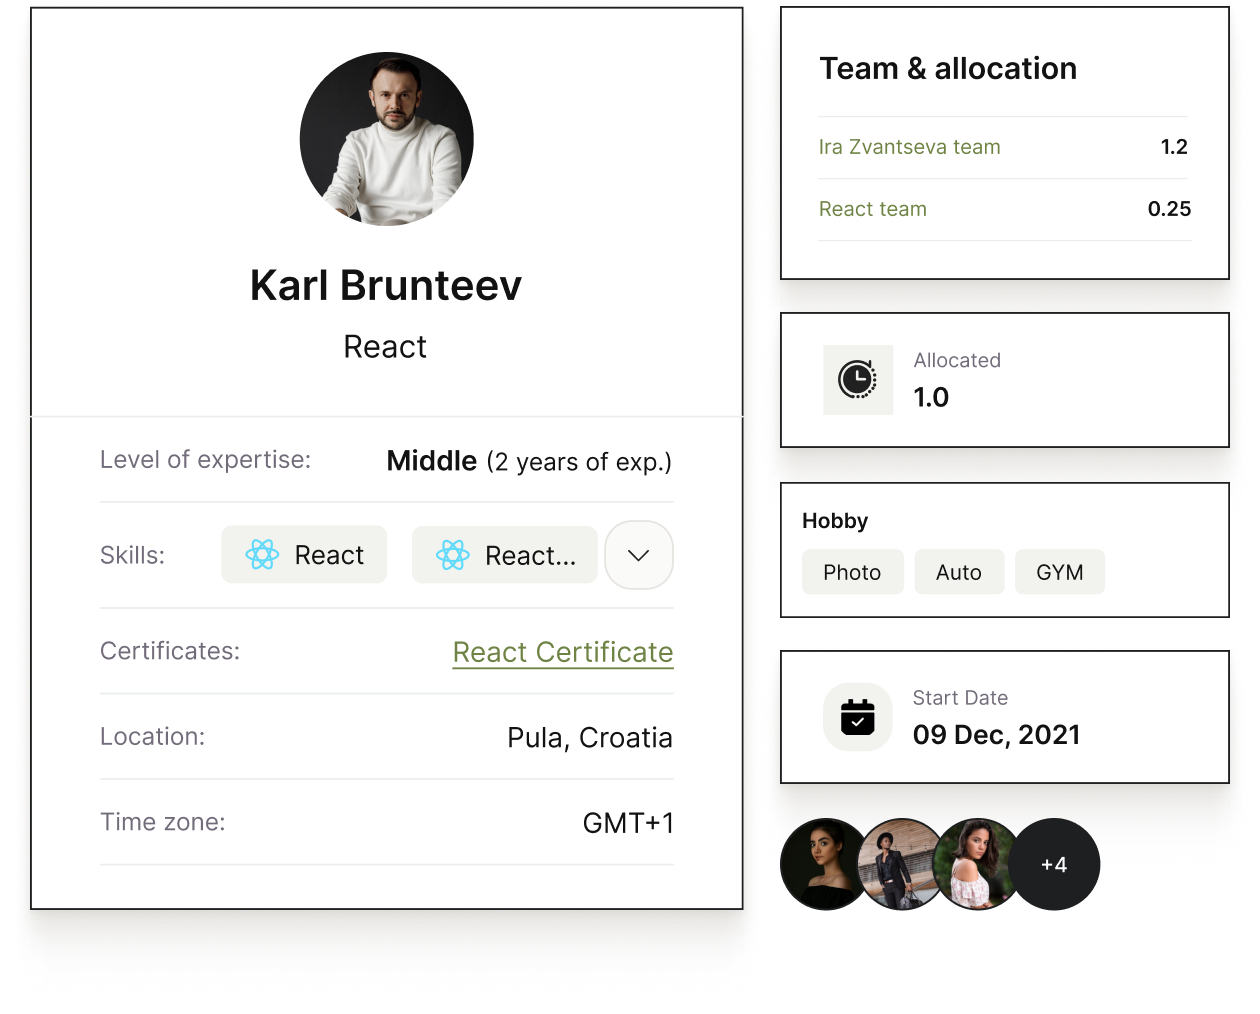 Karl Brunteev
React
Level of expertise: Middle (2 years of exp.)
Skills: React React...
Certificates: React Certificate
Location: Pula, Croatia
Time zone: GMT+1
Team & allocation
Ira Zvantseva team 1.2
React team 0.25
Allocated
1.0
Hobby
Photo Auto GYM
Start Date
09 Dec, 2021
+4